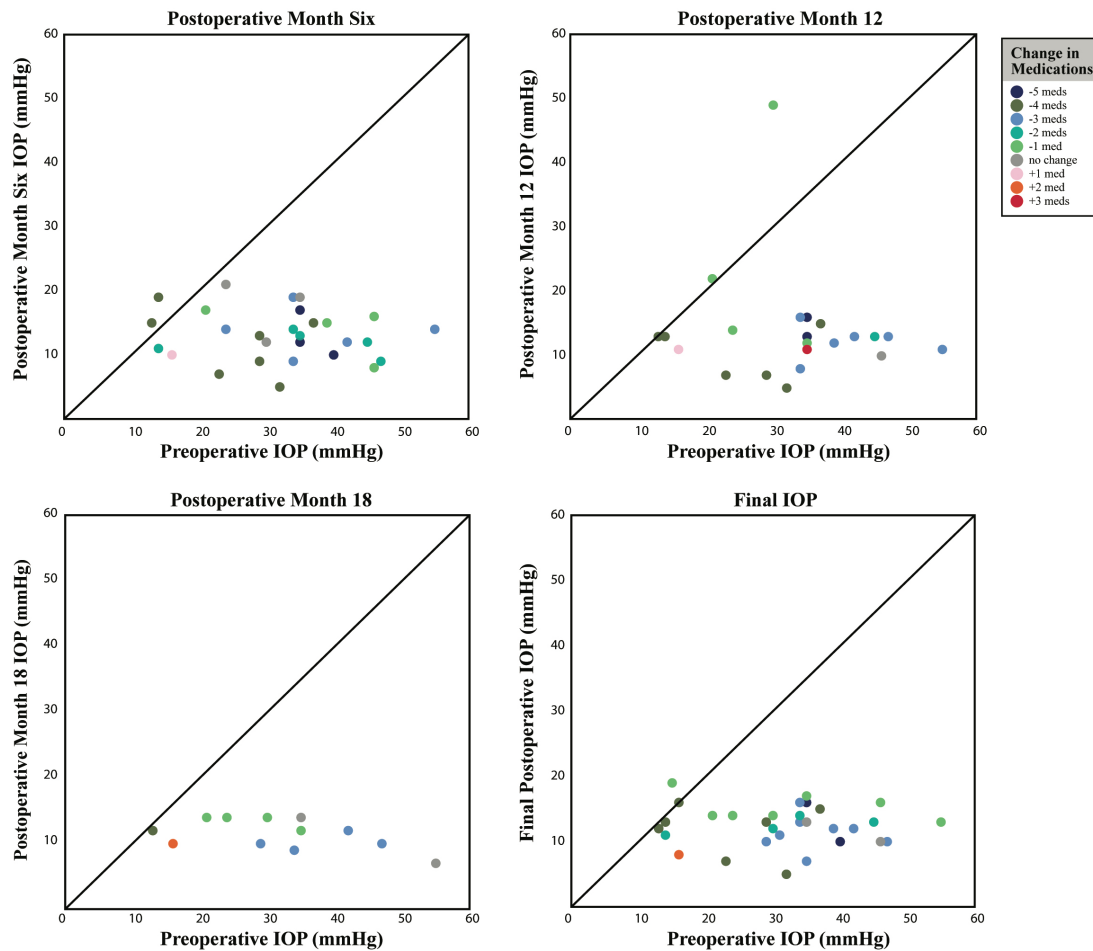 Postoperative Month Six
Postoperative Month Six IOP (mmHg)
60
50
40
30
20
10
0
10
20
30
40
50
60
Preoperative IOP (mmHg)
Postoperative Month 12
Postoperative Month 12 IOP (mmHg)
60
50
40
30
20
10
0
10
20
30
40
50
60
Preoperative IOP (mmHg)
Change in
Medications
-5 meds
-4 meds
-3 meds
-2 meds
-1 med
no change
+1 med
+2 med
+3 meds
Postoperative Month 18
Postoperative Month 18 IOP (mmHg)
60
50
40
30
20
10
0
10
20
30
40
50
60
Preoperative IOP (mmHg)
Final IOP
Final Postoperative IOP (mmHg)
60
50
40
30
20
10
0
10
20
30
40
50
60
Preoperative IOP (mmHg)